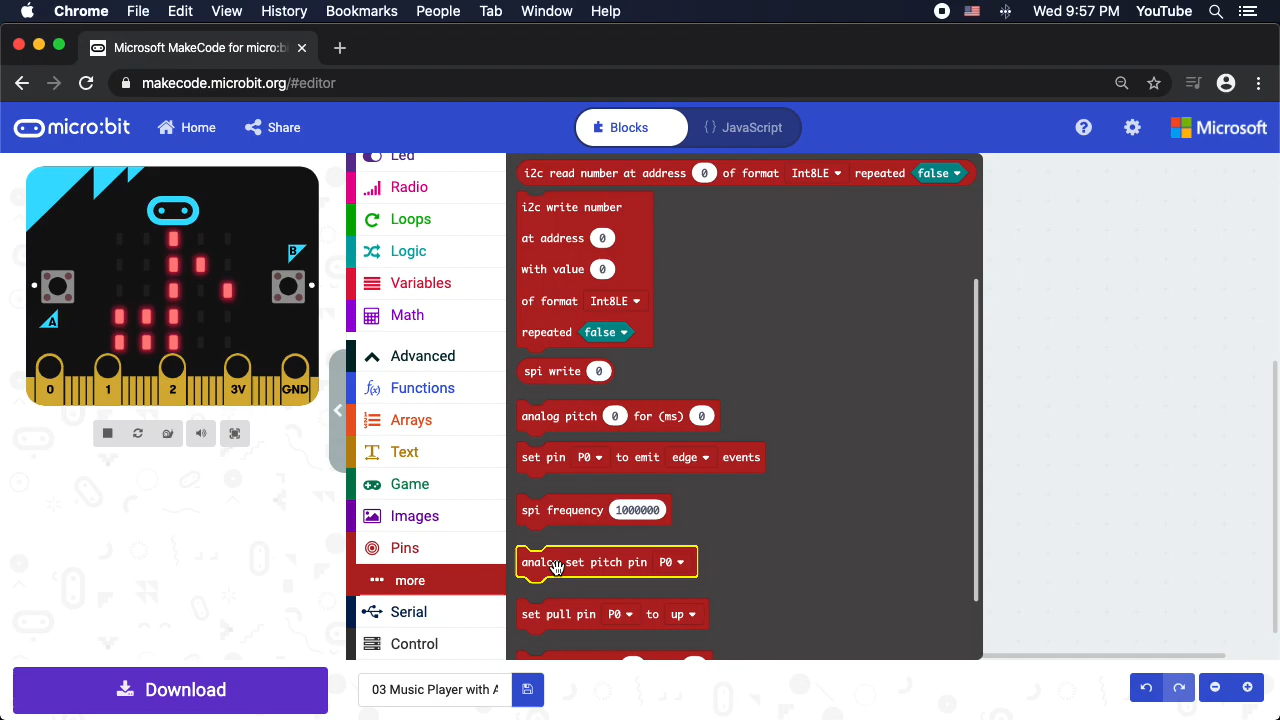 Chrome File Edit View History Bookmarks People Tab Window Help Wed 9:57 PM YouTube
Microsoft MakeCode for micro:bi
makecode.microbit.org/#editor
micro:bit Home Share Blocks {} JavaScript Microsoft
Led
Radio
Loops
Logic
Variables
Math
Advanced
Functions
Arrays
Text
Game
Images
Pins
more
Serial
Control
B
A
0 1 2 3V GND
i2c read number at address 0 of format Int8LE repeated false
i2c write number
at address 0
with value 0
of format Int8LE
repeated false
spi write 0
analog pitch 0 for (ms) 0
set pin P0 to emit edge events
spi frequency 1000000
analog set pitch pin P0
set pull pin P0 to up
Download
03 Music Player with A